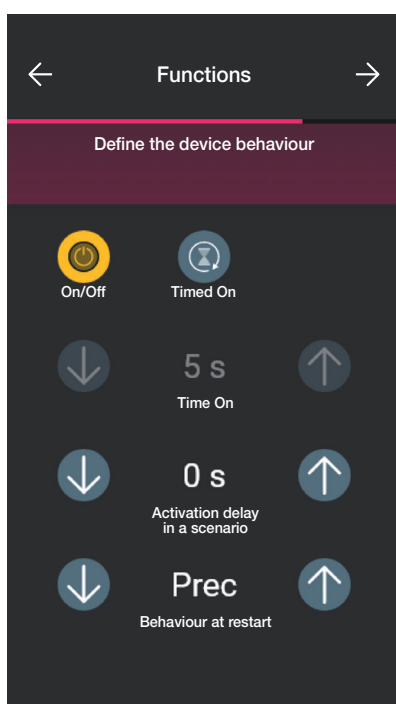 Functions
Define the device behaviour
On/Off
Timed On
5 s
Time On
0 s
Activation delay
in a scenario
Prec
Behaviour at restart